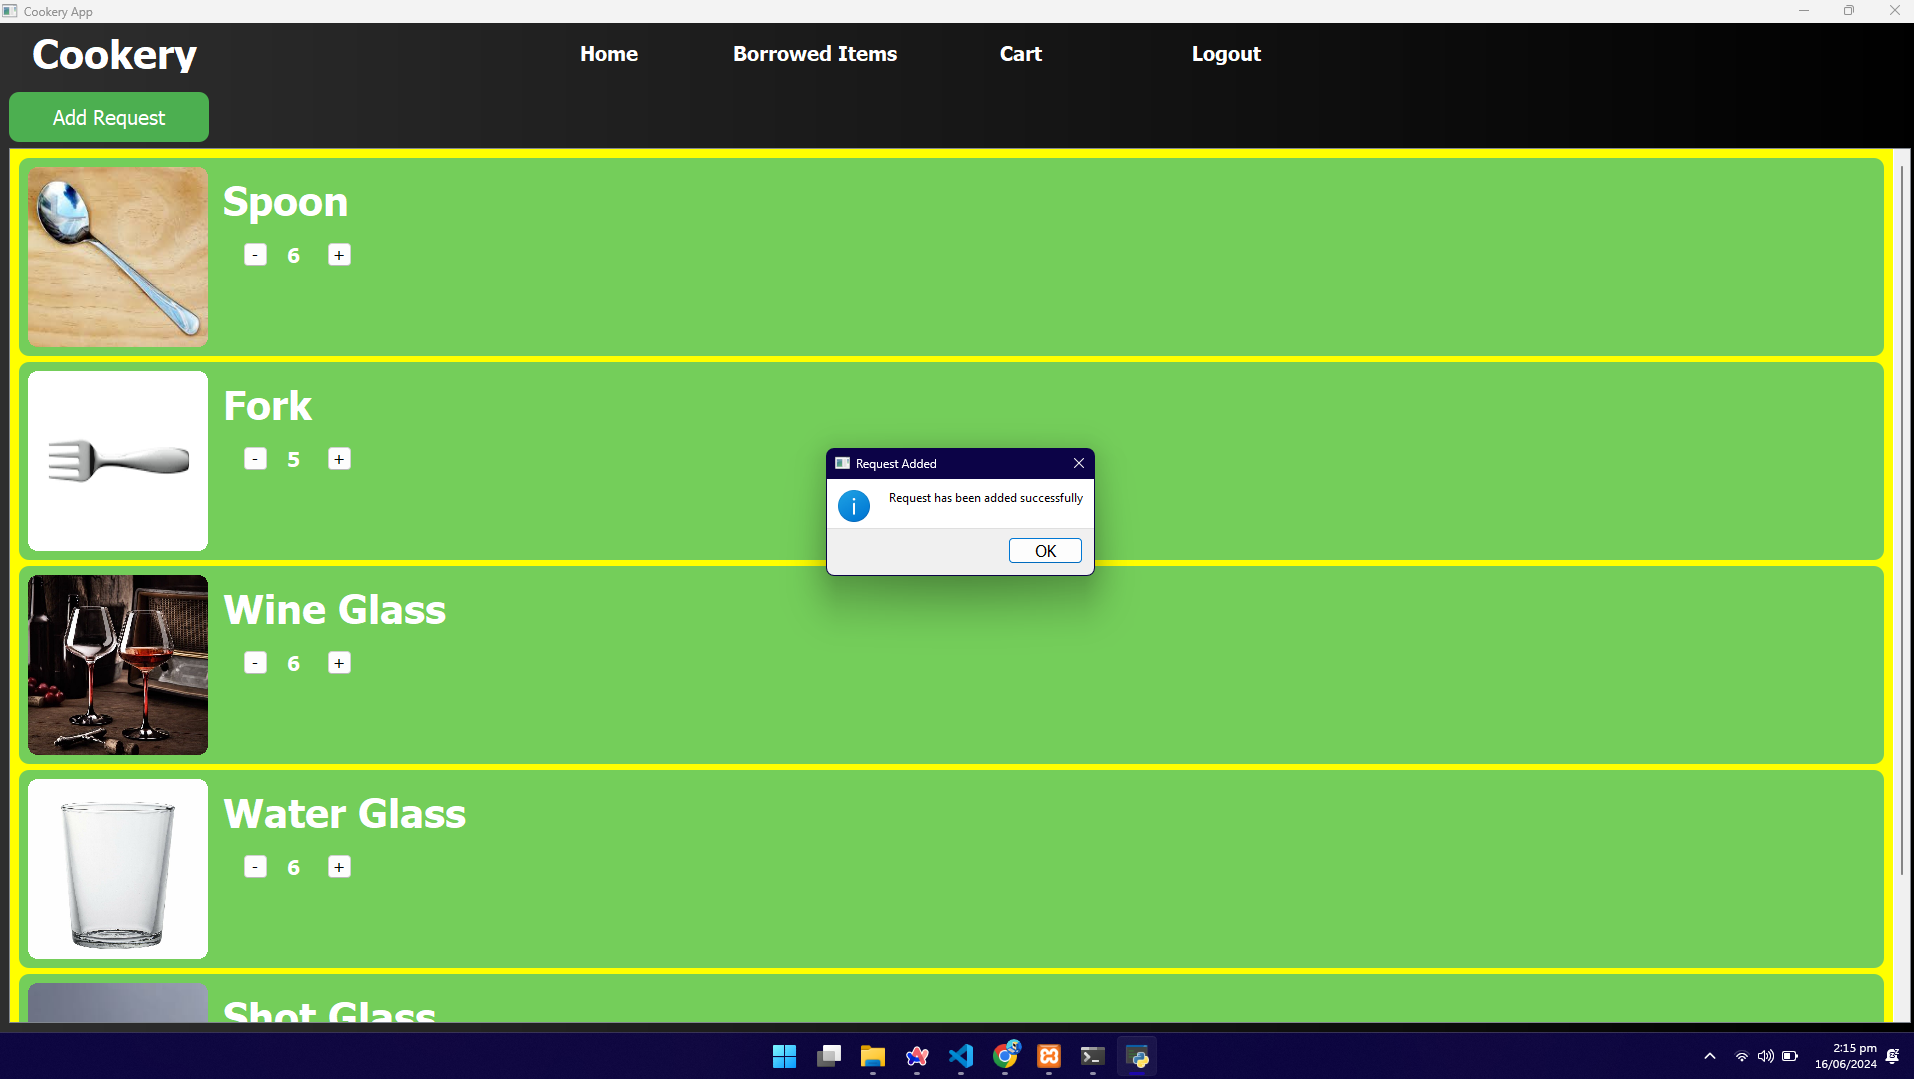 Cookery App
Cookery
Home
Borrowed Items
Cart
Logout
Add Request
Spoon
- 6 +
Fork
- 5 +
Request Added
Request has been added successfully
OK
Wine Glass
- 6 +
Water Glass
- 6 +
Shot Glass
2:15 pm
16/06/2024